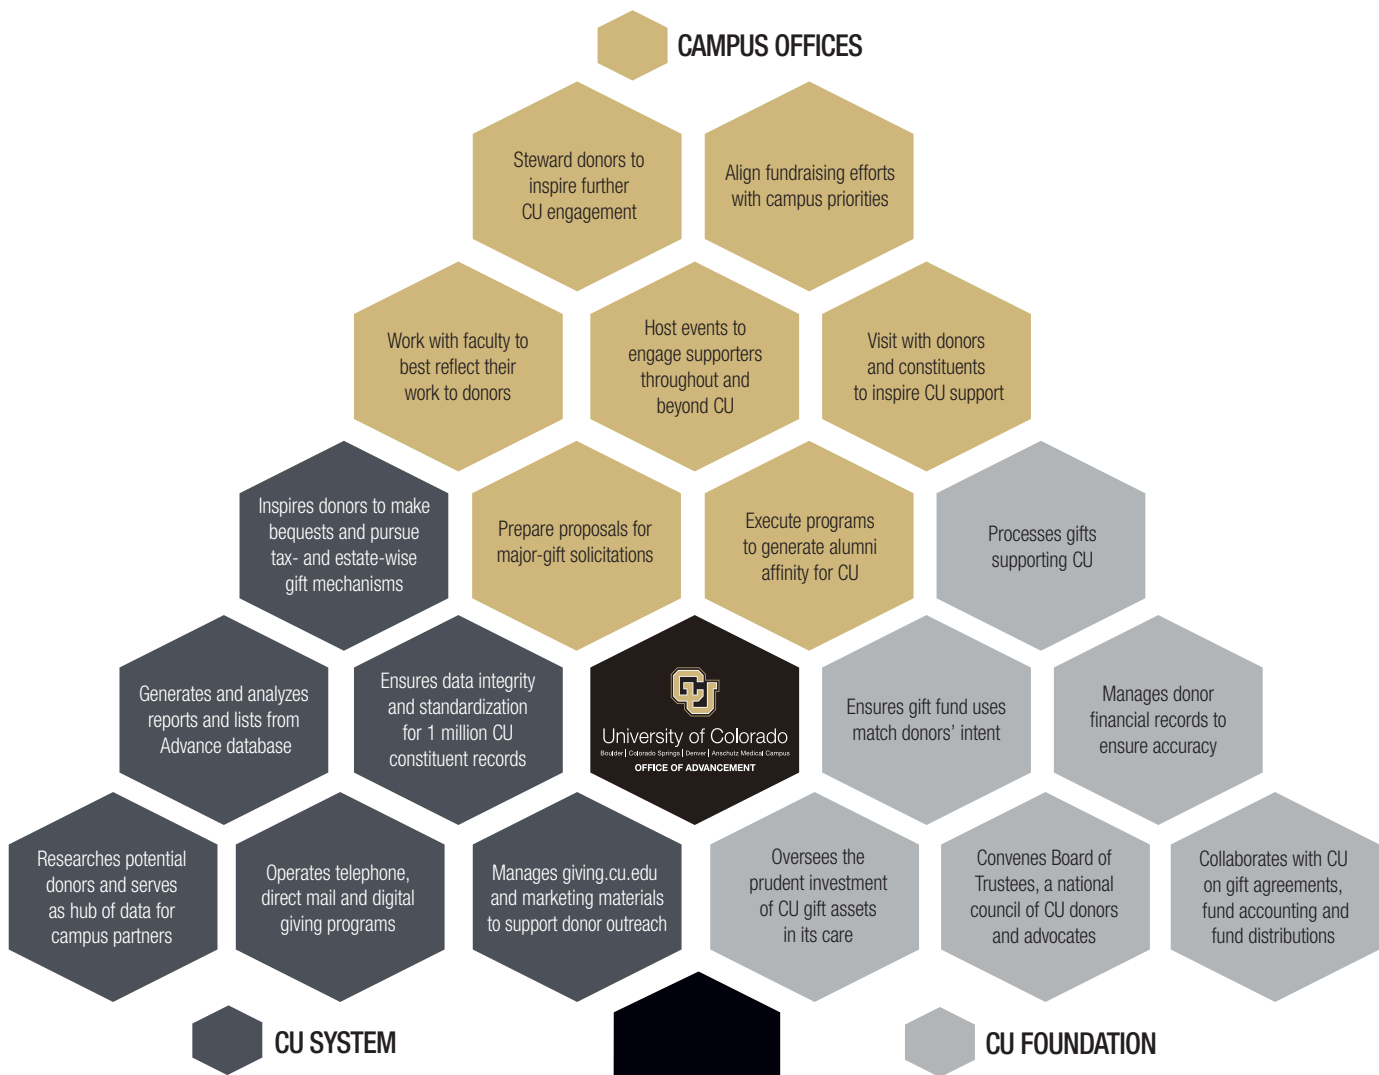 CAMPUS OFFICES
Steward donors to
inspire further
CU engagement
Align fundraising efforts
with campus priorities
Work with faculty to
best reflect their
work to donors
Host events to
engage supporters
throughout and
beyond CU
Visit with donors
and constituents
to inspire CU support
Inspires donors to make
bequests and pursue
tax- and estate-wise
gift mechanisms
Prepare proposals for
major-gift solicitations
Execute programs
to generate alumni
affinity for CU
Processes gifts
supporting CU
Generates and analyzes
reports and lists from
Advance database
Ensures data integrity
and standardization
for 1 million CU
constituent records
CU
University of Colorado
Boulder | Colorado Springs | Denver | Anschutz Medical Campus
OFFICE OF ADVANCEMENT
Ensures gift fund uses
match donors’ intent
Manages donor
financial records to
ensure accuracy
Researches potential
donors and serves
as hub of data for
campus partners
Operates telephone,
direct mail and digital
giving programs
Manages giving.cu.edu
and marketing materials
to support donor outreach
Oversees the
prudent investment
of CU gift assets
in its care
Convenes Board of
Trustees, a national
council of CU donors
and advocates
Collaborates with CU
on gift agreements,
fund accounting and
fund distributions
CU SYSTEM
CU FOUNDATION